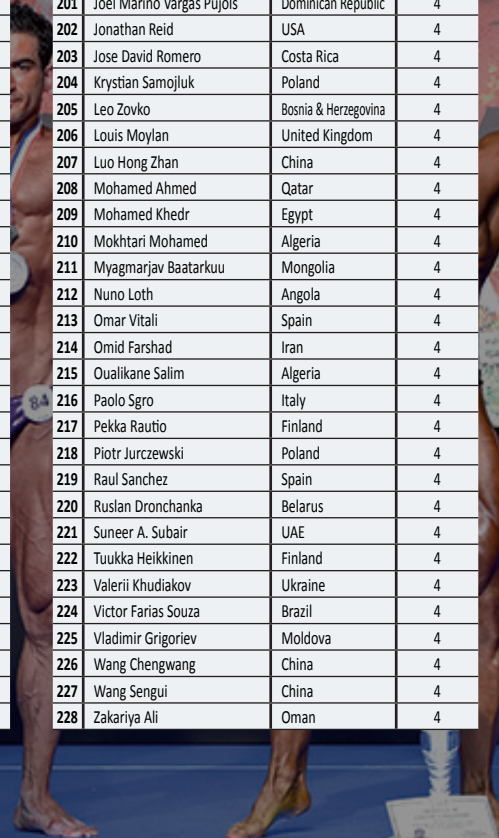 201 Joel Marino Vargas Pujols Dominican Republic 4
202 Jonathan Reid USA 4
203 Jose David Romero Costa Rica 4
204 Krystian Samojluk Poland 4
205 Leo Zovko Bosnia & Herzegovina 4
206 Louis Moylan United Kingdom 4
207 Luo Hong Zhan China 4
208 Mohamed Ahmed Qatar 4
209 Mohamed Khedr Egypt 4
210 Mokhtari Mohamed Algeria 4
211 Myagmarjav Baatarkuu Mongolia 4
212 Nuno Loth Angola 4
213 Omar Vitali Spain 4
214 Omid Farshad Iran 4
215 Oualikane Salim Algeria 4
216 Paolo Sgro Italy 4
217 Pekka Rautio Finland 4
218 Piotr Jurczewski Poland 4
219 Raul Sanchez Spain 4
220 Ruslan Dronchanka Belarus 4
221 Suneer A. Subair UAE 4
222 Tuukka Heikkinen Finland 4
223 Valerii Khudiakov Ukraine 4
224 Victor Farias Souza Brazil 4
225 Vladimir Grigoriev Moldova 4
226 Wang Chengwang China 4
227 Wang Sengui China 4
228 Zakariya Ali Oman 4
84